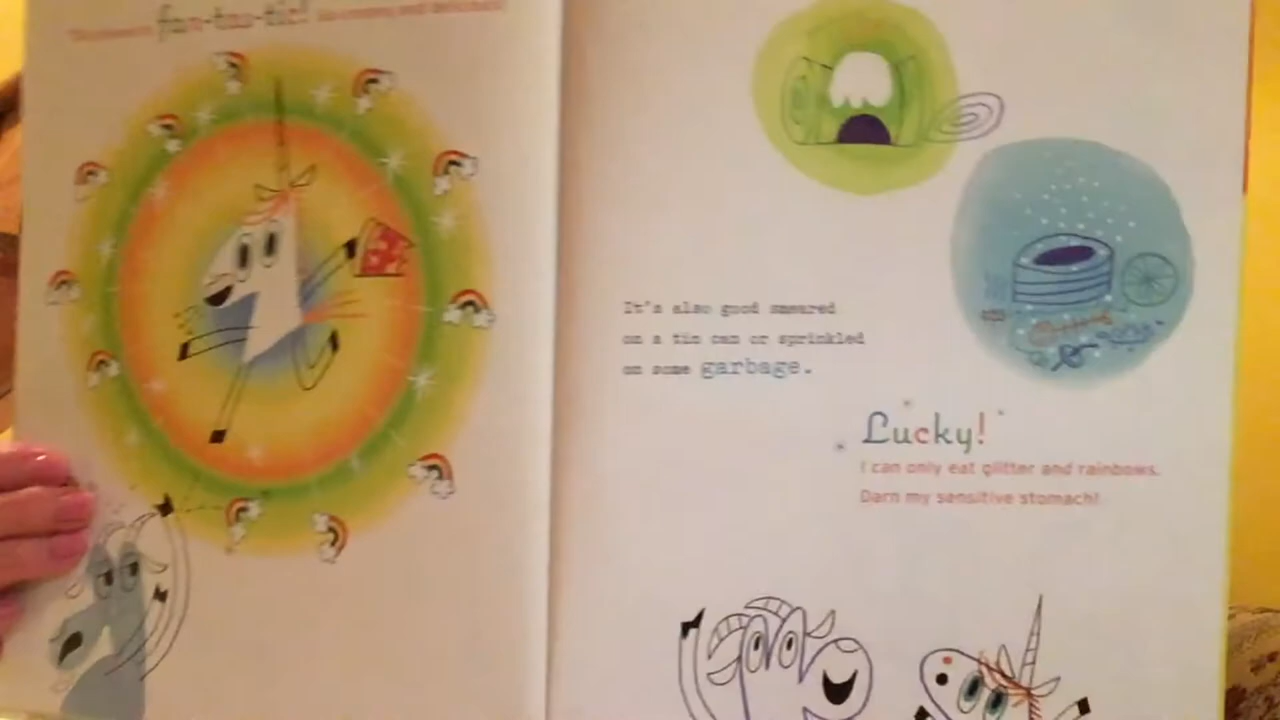 fan-tas-tic!
It's also good smeared
on a tin can or sprinkled
on some garbage.
Lucky!
I can only eat glitter and rainbows.
Darn my sensitive stomach!